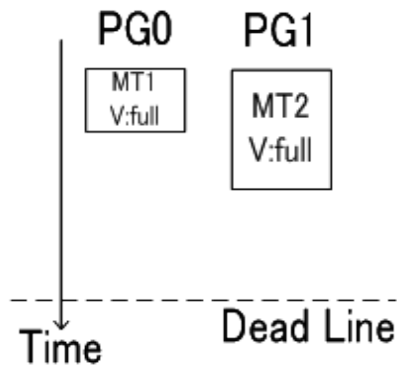 PG0 PG1
MT1
V:full
MT2
V:full
Dead Line
Time